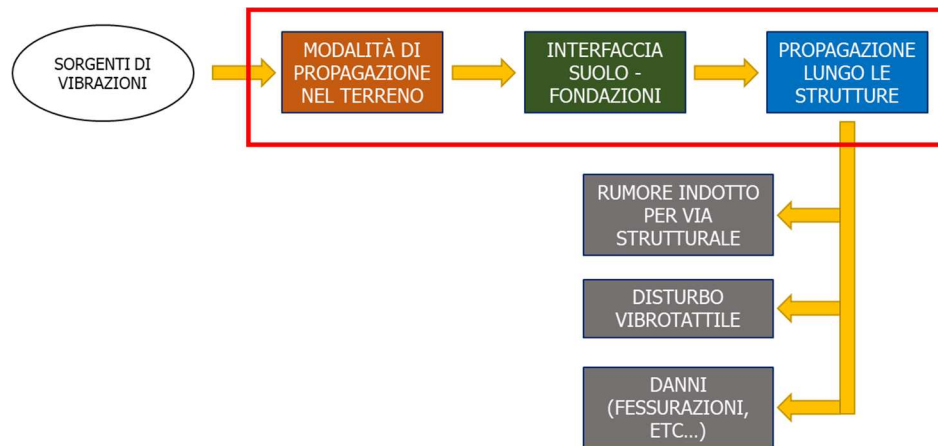 SORGENTI DI
VIBRAZIONI
MODALITÀ DI
PROPAGAZIONE
NEL TERRENO
INTERFACCIA
SUOLO -
FONDAZIONI
PROPAGAZIONE
LUNGO LE
STRUTTURE
RUMORE INDOTTO
PER VIA
STRUTTURALE
DISTURBO
VIBROTATTILE
DANNI
(FESSURAZIONI,
ETC...)